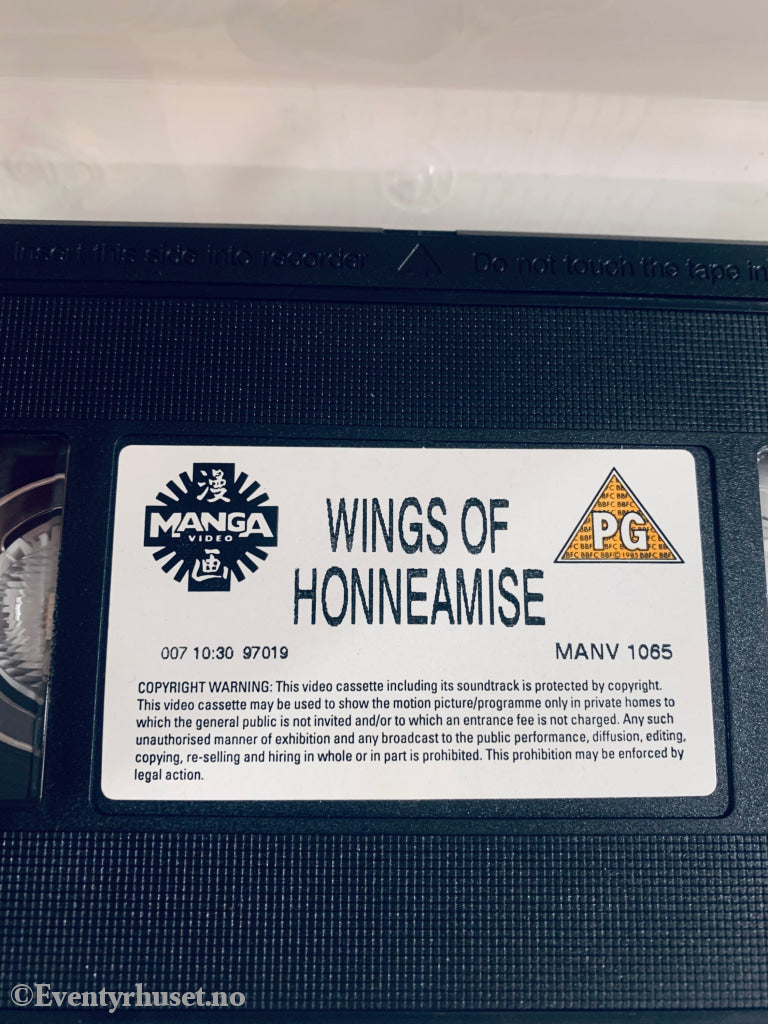 Insert this side into recorder Do not touch the tape in
漫
MANGA
VIDEO
画
WINGS OF
HONNEAMISE
PG
BBFC BBFC BBFC © 1985 BBFC
007 10:30 97019
MANV 1065
COPYRIGHT WARNING: This video cassette including its soundtrack is protected by copyright.
This video cassette may be used to show the motion picture/programme only in private homes to
which the general public is not invited and/or to which an entrance fee is not charged. Any such
unauthorised manner of exhibition and any broadcast to the public performance, diffusion, editing,
copying, re-selling and hiring in whole or in part is prohibited. This prohibition may be enforced by
legal action.
©Eventyrhuset.no